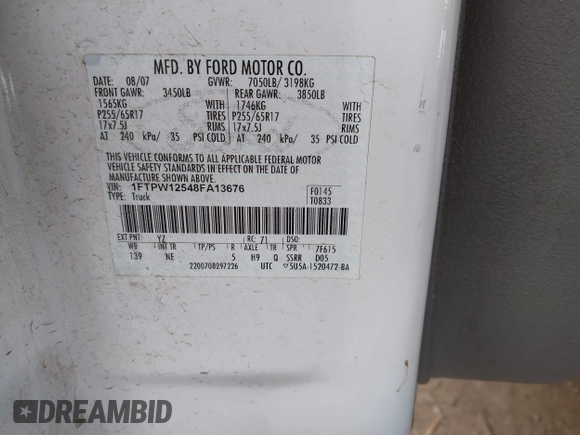 MFD. BY FORD MOTOR CO.
DATE: 08/07 GVWR: 7050LB/ 3198KG
FRONT GAWR: 3450LB REAR GAWR: 3850LB
1565KG WITH 1746KG WITH
P255/65R17 TIRES P255/65R17 TIRES
17x7.5J RIMS 17x7.5J RIMS
AT 240 kPa/ 35 PSI COLD AT 240 kPa/ 35 PSI COLD
THIS VEHICLE CONFORMS TO ALL APPLICABLE FEDERAL MOTOR
VEHICLE SAFETY STANDARDS IN EFFECT ON THE DATE OF
MANUFACTURE SHOWN ABOVE.
VIN: 1FTPW12548FA13676 F0145
TYPE: Truck T0833
EXT PNT: YZ RC: 71 DSO:
WB INT TR TP/PS R AXLE TR SPR 7F615
139 NE 5 H9 Q SSRR D05
2200708297226 UTC ▽5U5A-1520472-BA
DREAMBID